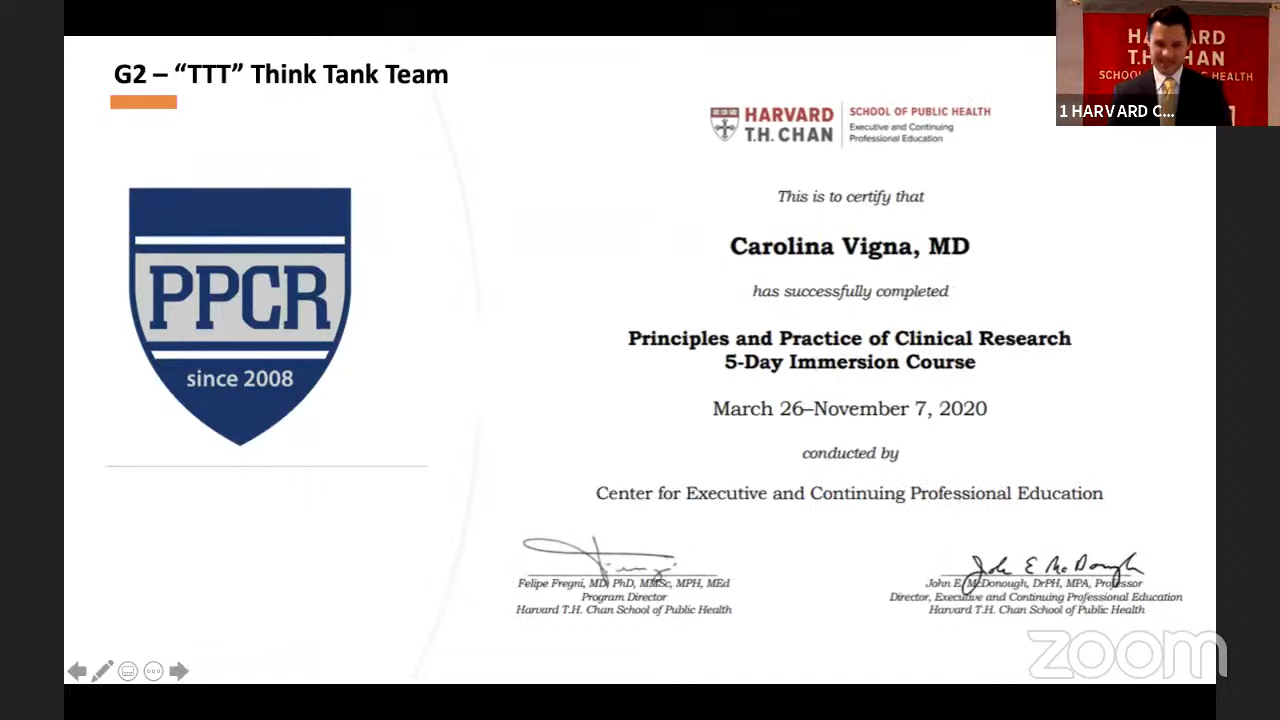 G2 – “TTT” Think Tank Team
HARVARD
T.H. CHAN
SCHOOL OF PUBLIC HEALTH
Executive and Continuing
Professional Education
This is to certify that
Carolina Vigna, MD
has successfully completed
Principles and Practice of Clinical Research
5-Day Immersion Course
March 26–November 7, 2020
conducted by
Center for Executive and Continuing Professional Education
Felipe Fregni, MD, PhD, MMSc, MPH, MEd
Program Director
Harvard T.H. Chan School of Public Health
John E McDonough
John E. McDonough, DrPH, MPA, Professor
Director, Executive and Continuing Professional Education
Harvard T.H. Chan School of Public Health
PPCR
since 2008
1 HARVARD C...
zoom